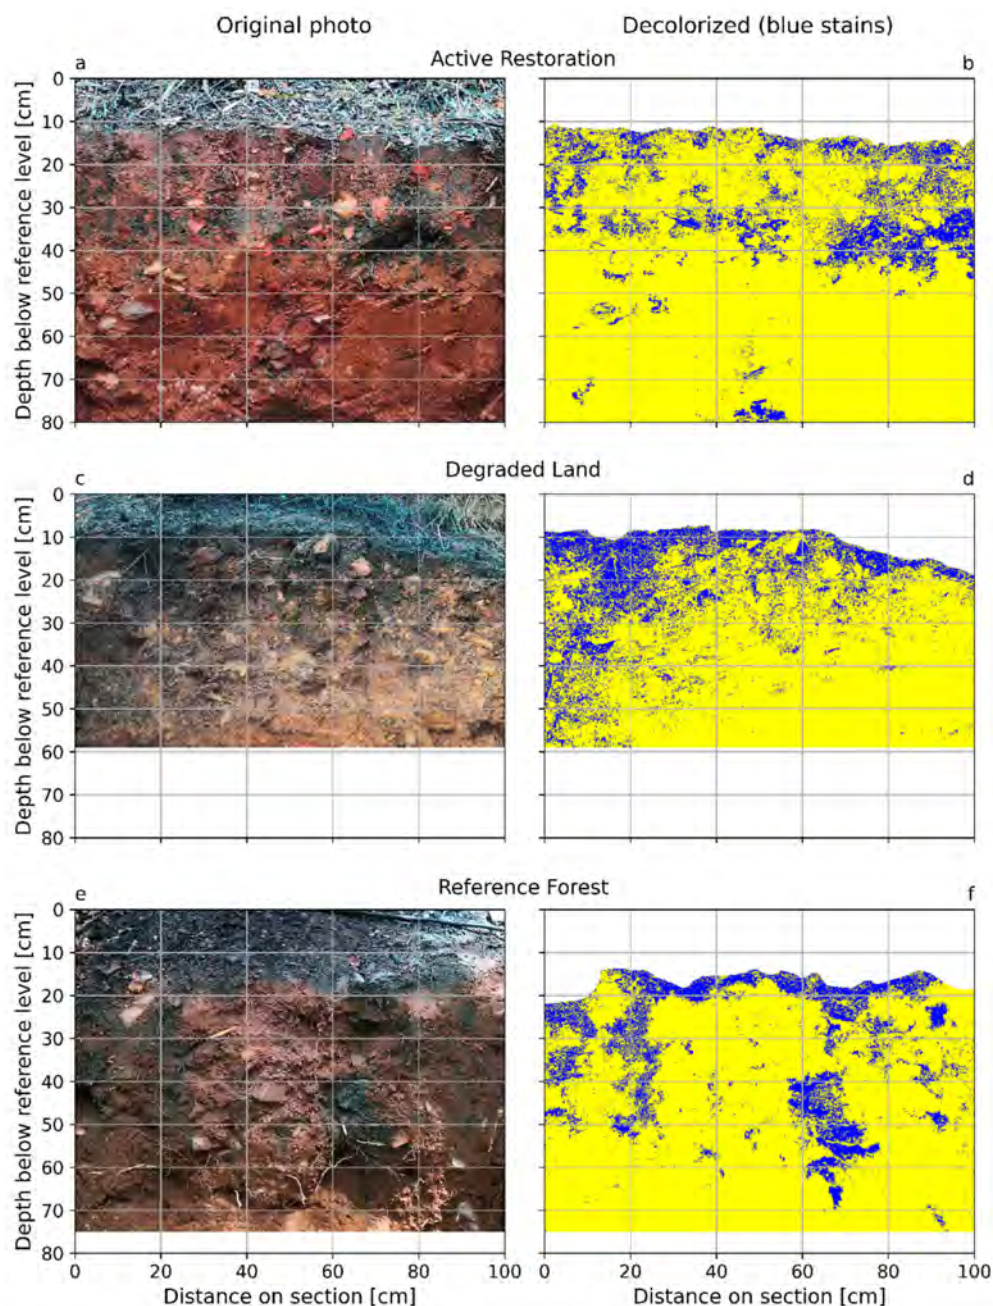 Original photo Decolorized (blue stains)
Active Restoration
a b
Depth below reference level [cm]
0
10
20
30
40
50
60
70
80
Degraded Land
c d
Depth below reference level [cm]
0
10
20
30
40
50
60
70
80
Reference Forest
e f
Depth below reference level [cm]
0
10
20
30
40
50
60
70
80
0 20 40 60 80 100 0 20 40 60 80 100
Distance on section [cm] Distance on section [cm]